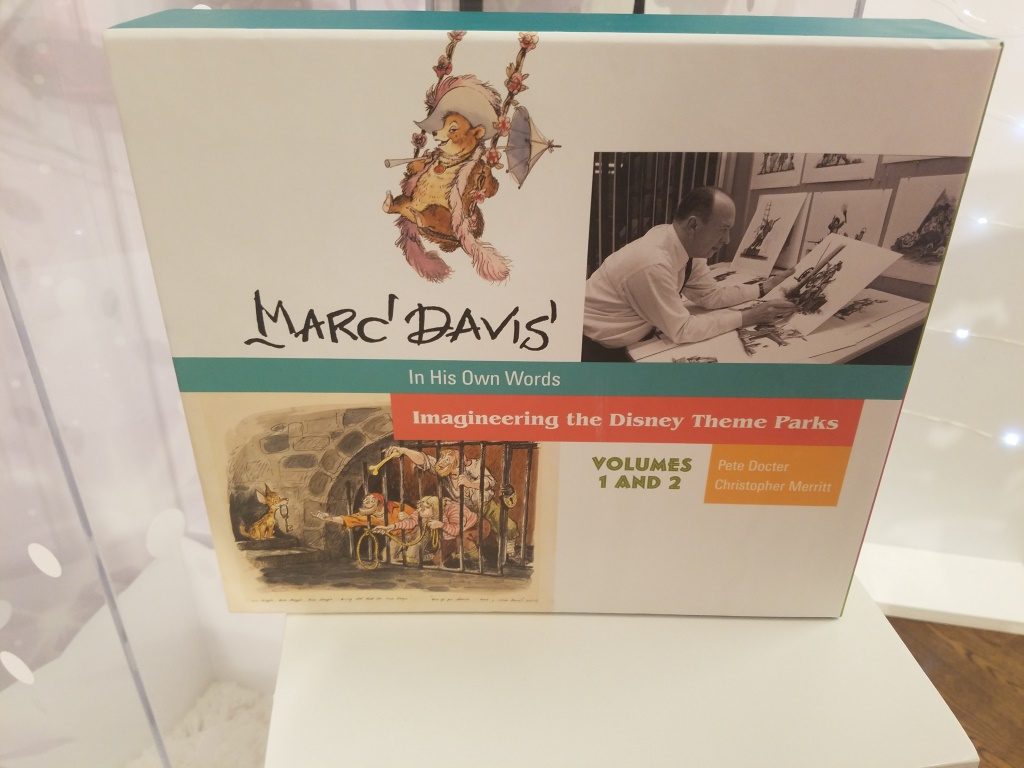 MARC DAVIS
In His Own Words
Imagineering the Disney Theme Parks
VOLUMES
1 AND 2
Pete Docter
Christopher Merritt